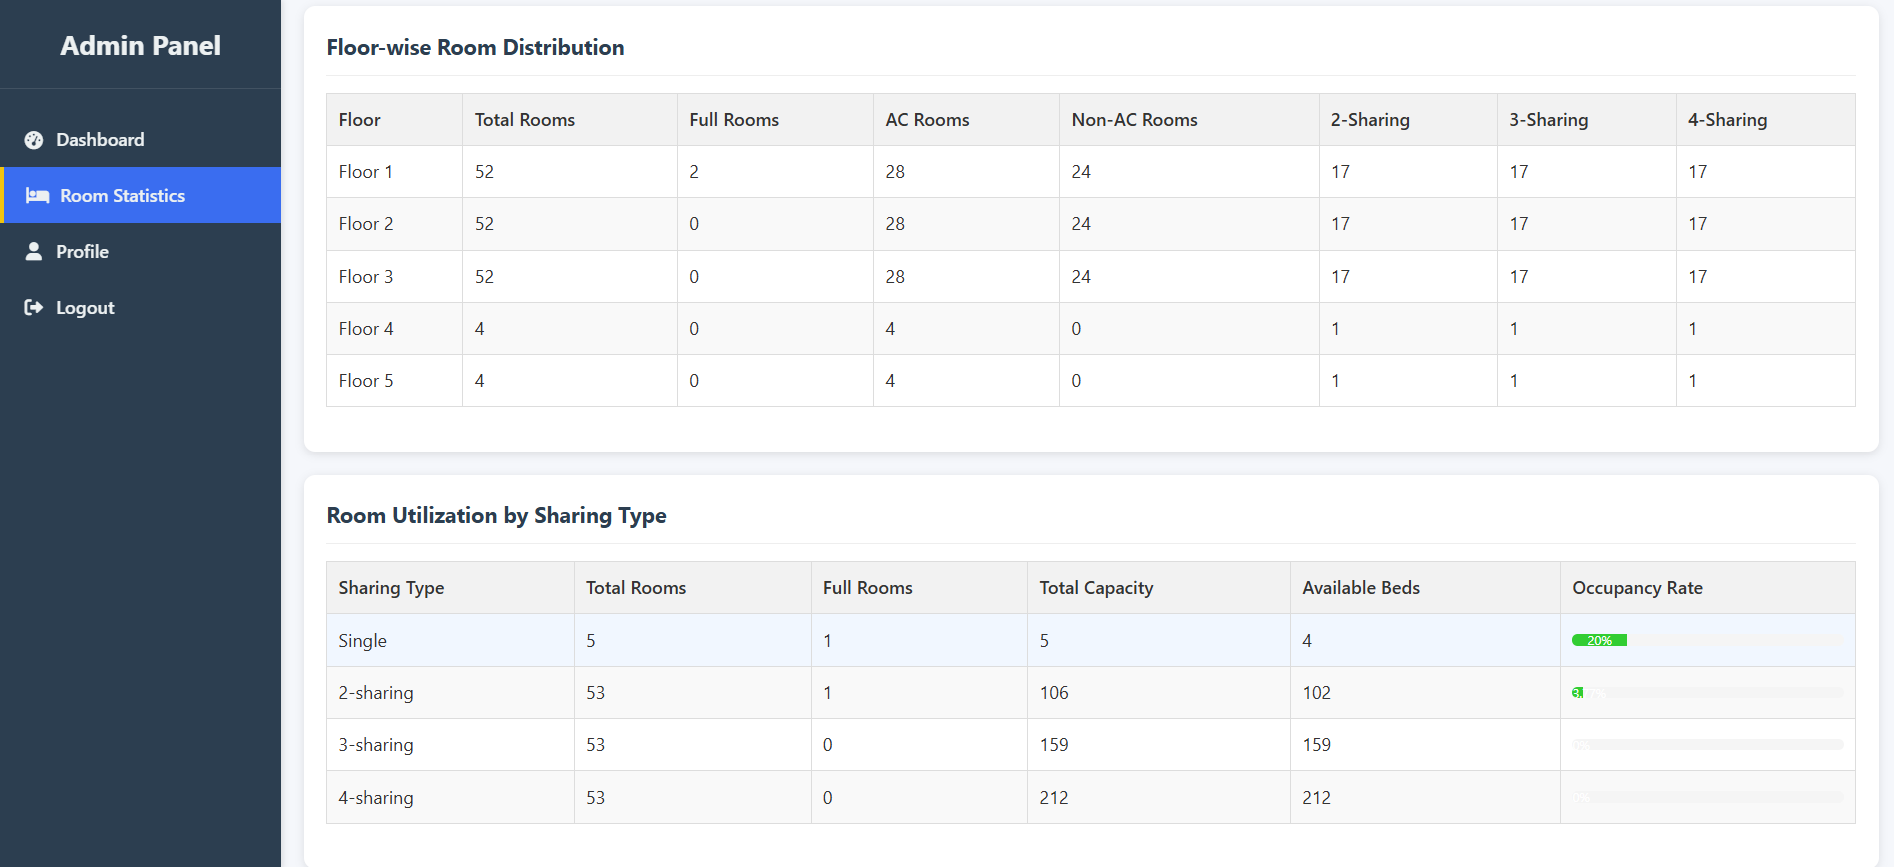 Admin Panel
Dashboard
Room Statistics
Profile
Logout
Floor-wise Room Distribution
Floor Total Rooms Full Rooms AC Rooms Non-AC Rooms 2-Sharing 3-Sharing 4-Sharing
Floor 1 52 2 28 24 17 17 17
Floor 2 52 0 28 24 17 17 17
Floor 3 52 0 28 24 17 17 17
Floor 4 4 0 4 0 1 1 1
Floor 5 4 0 4 0 1 1 1
Room Utilization by Sharing Type
Sharing Type Total Rooms Full Rooms Total Capacity Available Beds Occupancy Rate
Single 5 1 5 4 20%
2-sharing 53 1 106 102
3-sharing 53 0 159 159
4-sharing 53 0 212 212